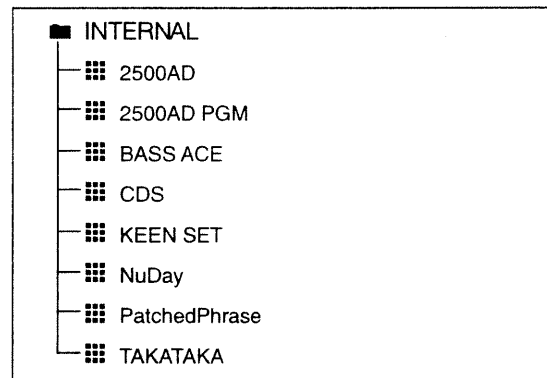 INTERNAL
2500AD
2500AD PGM
BASS ACE
CDS
KEEN SET
NuDay
PatchedPhrase
TAKATAKA